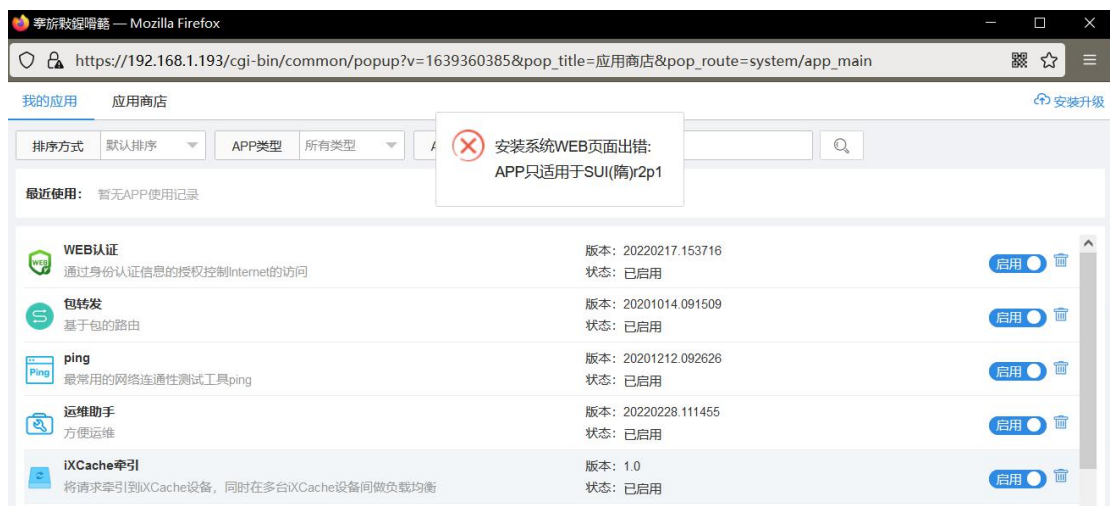 搴旂敤鍟嗗簵 — Mozilla Firefox
https://192.168.1.193/cgi-bin/common/popup?v=1639360385&pop_title=应用商店&pop_route=system/app_main
我的应用 应用商店 安装升级
排序方式 默认排序 APP类型 所有类型
安装系统WEB页面出错:
APP只适用于SUI(隋)r2p1
最近使用: 暂无APP使用记录
WEB认证 版本: 20220217.153716
通过身份认证信息的授权控制Internet的访问 状态: 已启用
启用
包转发 版本: 20201014.091509
基于包的路由 状态: 已启用
启用
Ping
ping 版本: 20201212.092626
最常用的网络连通性测试工具ping 状态: 已启用
启用
运维助手 版本: 20220228.111455
方便运维 状态: 已启用
启用
iXCache牵引 版本: 1.0
将请求牵引到iXCache设备，同时在多台iXCache设备间做负载均衡 状态: 已启用
启用